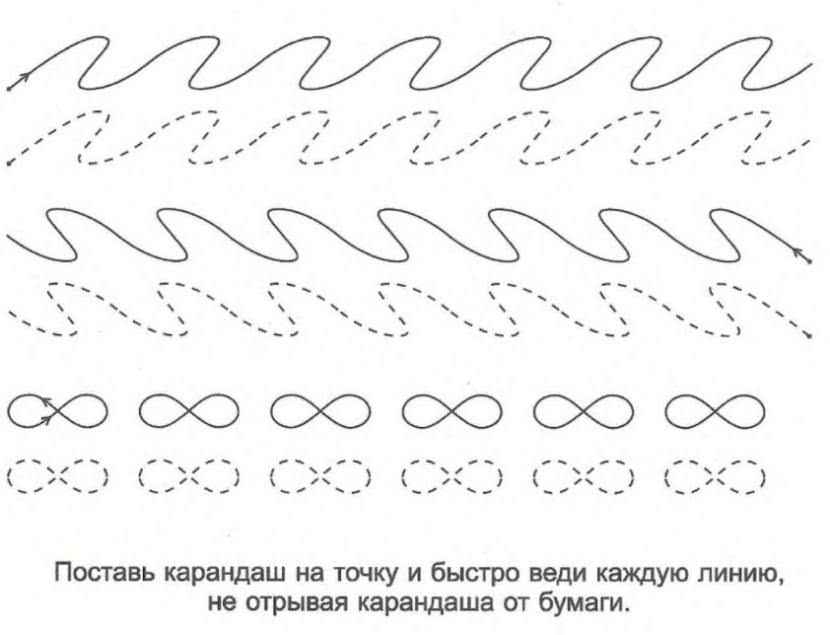 Поставь карандаш на точку и быстро веди каждую линию,
не отрывая карандаша от бумаги.